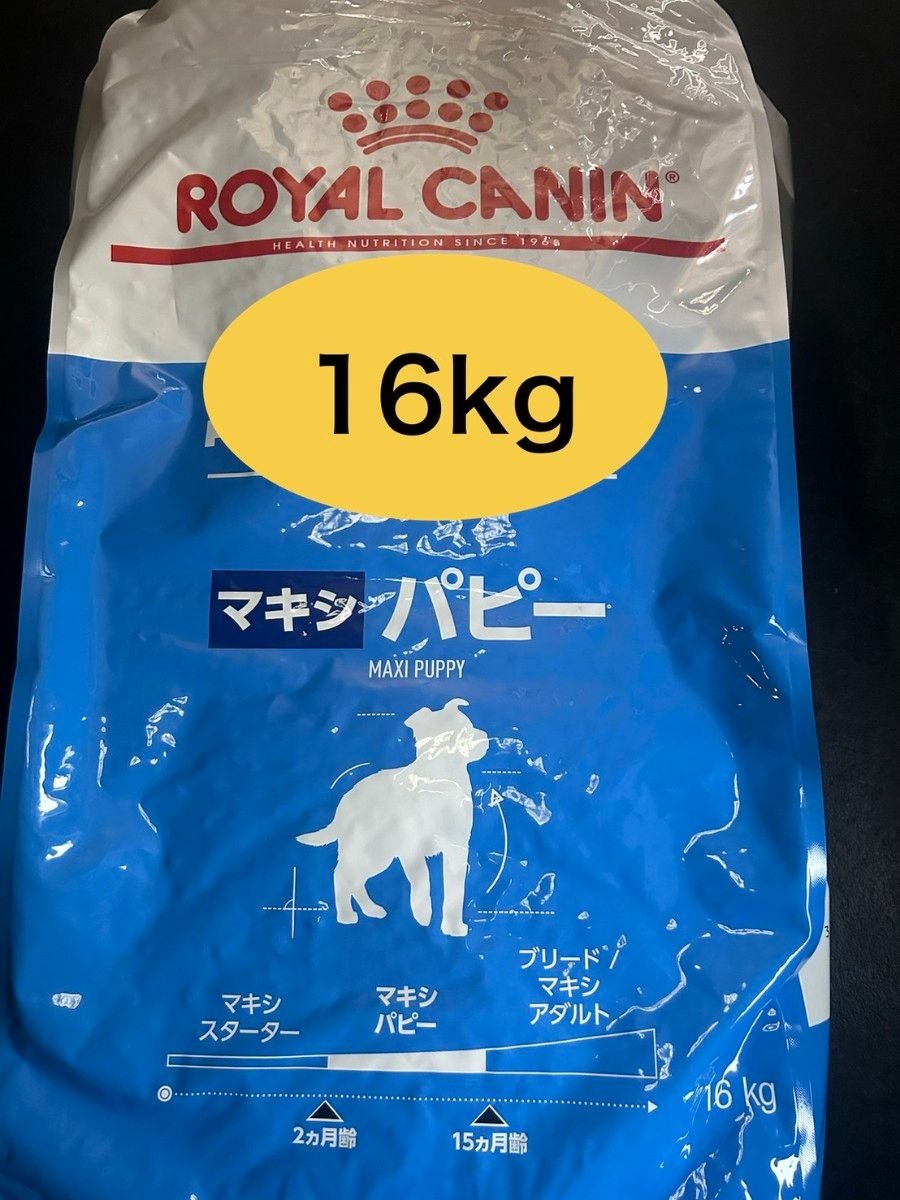 ROYAL CANIN®
HEALTH NUTRITION SINCE 1968
16kg
マキシ パピー
MAXI PUPPY
マキシ
スターター
マキシ
パピー
ブリード /
マキシ
アダルト
16 kg
2ヵ月齢
15ヵ月齢